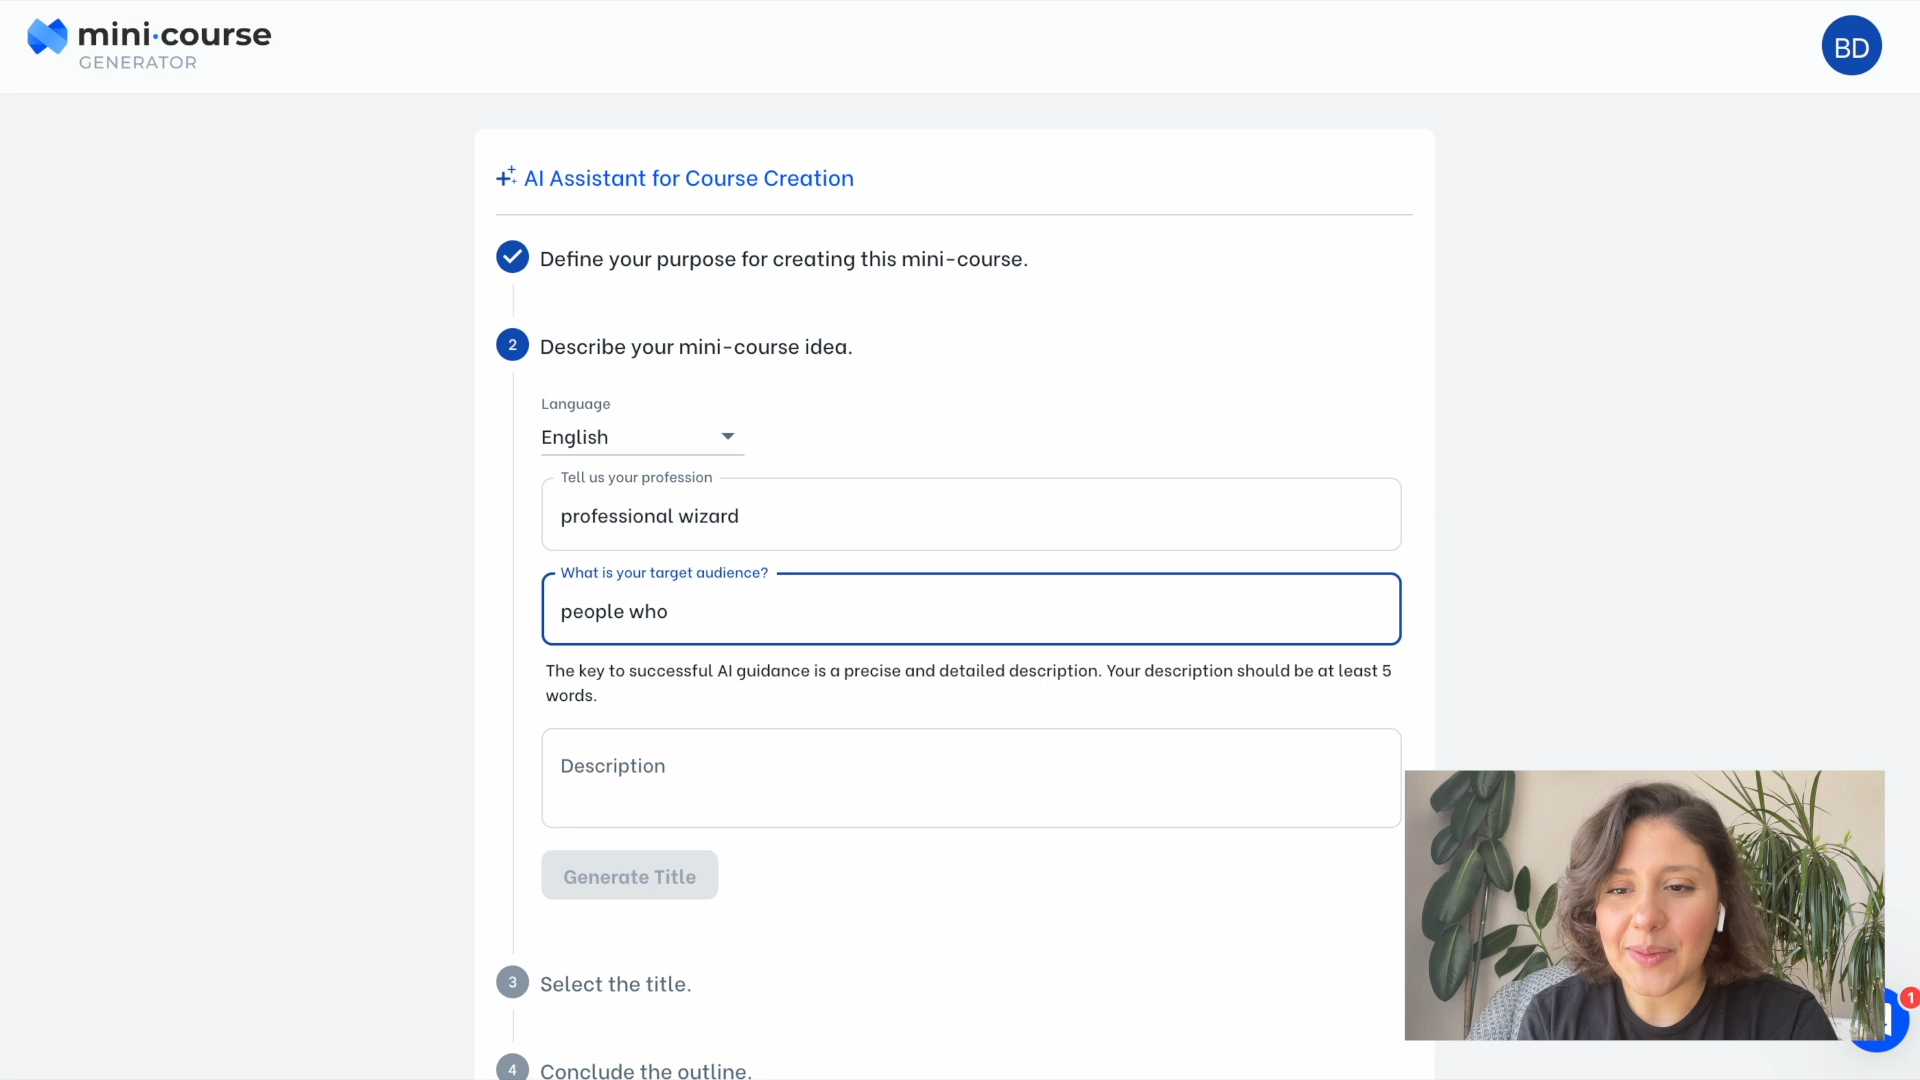 mini·course
GENERATOR
BD
AI Assistant for Course Creation
Define your purpose for creating this mini-course.
2
Describe your mini-course idea.
Language
English
Tell us your profession
professional wizard
What is your target audience?
people who
The key to successful AI guidance is a precise and detailed description. Your description should be at least 5
words.
Description
Generate Title
3
Select the title.
1
4
Conclude the outline.